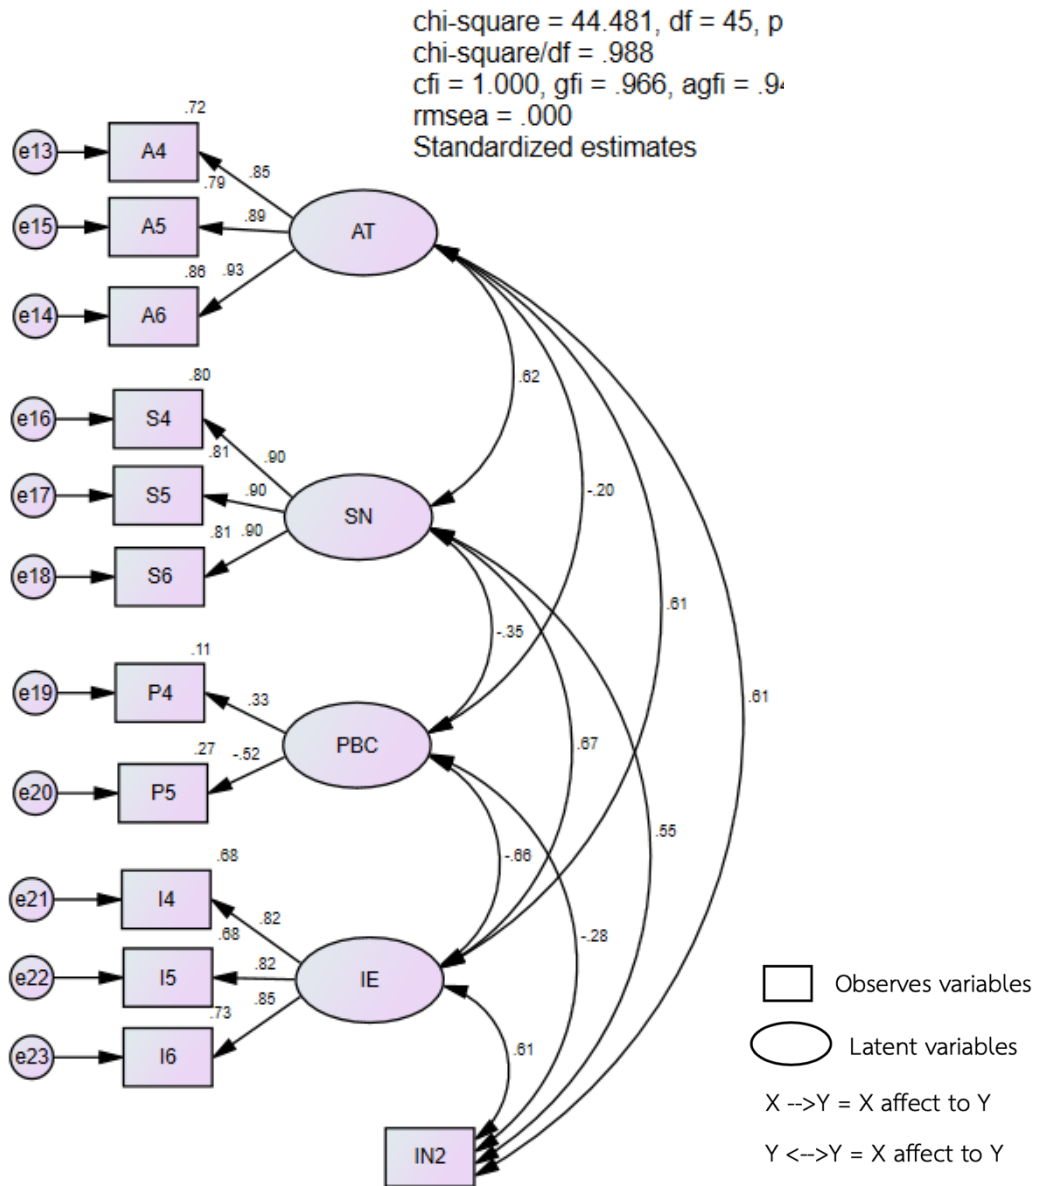 chi-square = 44.481, df = 45, p
chi-square/df = .988
cfi = 1.000, gfi = .966, agfi = .9
rmsea = .000
Standardized estimates
.72
e13
A4
.85
.79
e15
A5
.89
AT
.86
.93
e14
A6
.62
.80
e16
S4
.81
.90
-.20
e17
S5
.90
SN
.81
.90
e18
S6
.61
-.35
.11
e19
P4
.33
.61
.27
-.52
PBC
.67
e20
P5
.55
.68
-.66
e21
I4
.82
.68
-.28
e22
I5
.82
IE
.85
.73
e23
I6
.61
IN2
Observes variables
Latent variables
X -->Y = X affect to Y
Y <-->Y = X affect to Y